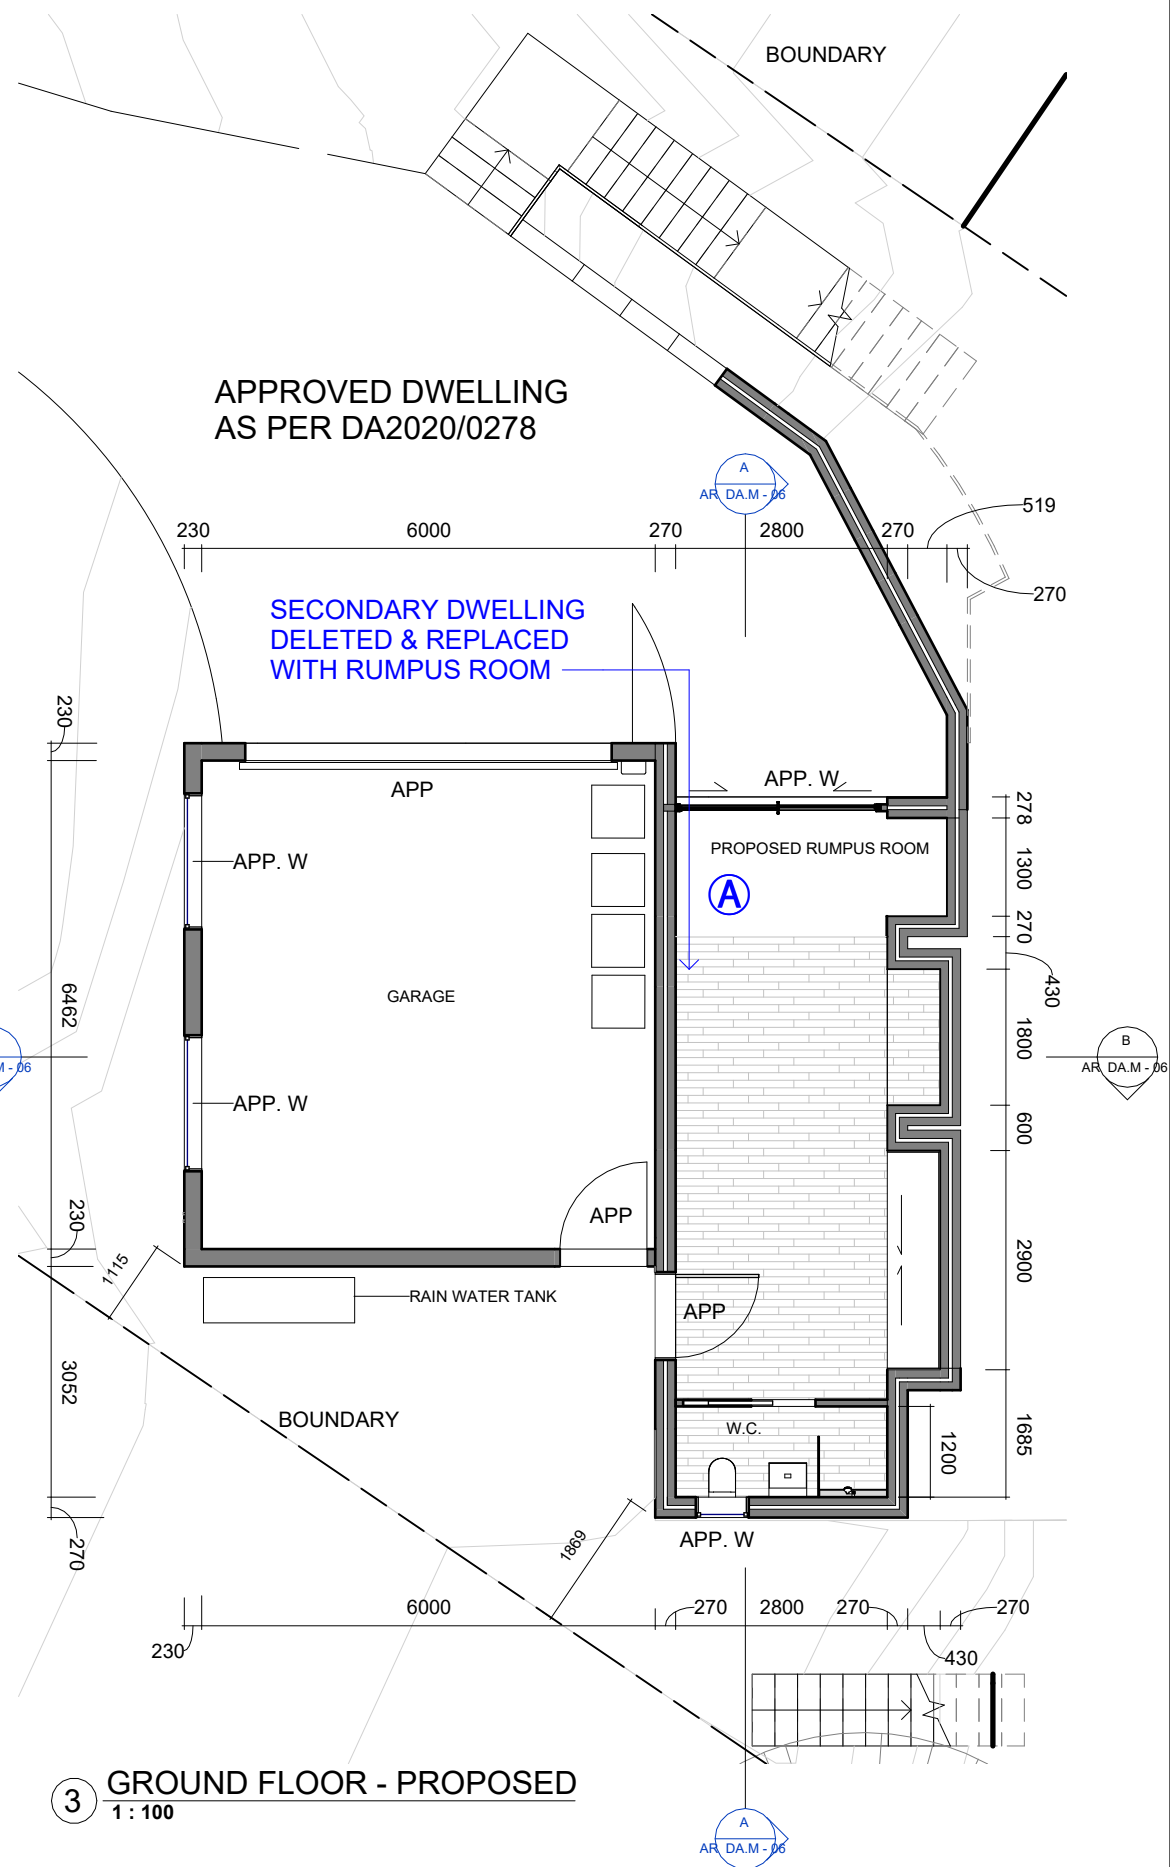 BOUNDARY
APPROVED DWELLING
AS PER DA2020/0278
A
AR DA.M - 06
519
230
6000
270
2800
270
270
SECONDARY DWELLING
DELETED & REPLACED
WITH RUMPUS ROOM
230
APP
APP. W
278
PROPOSED RUMPUS ROOM
APP. W
1300
A
270
430
GARAGE
6462
1800
B
AR DA.M - 06
M - 06
APP. W
600
230
APP
1115
2900
RAIN WATER TANK
APP
3052
BOUNDARY
W.C.
1685
1200
270
1869
APP. W
6000
270
2800
270
270
230
430
3
GROUND FLOOR - PROPOSED
1 : 100
A
AR DA.M - 06